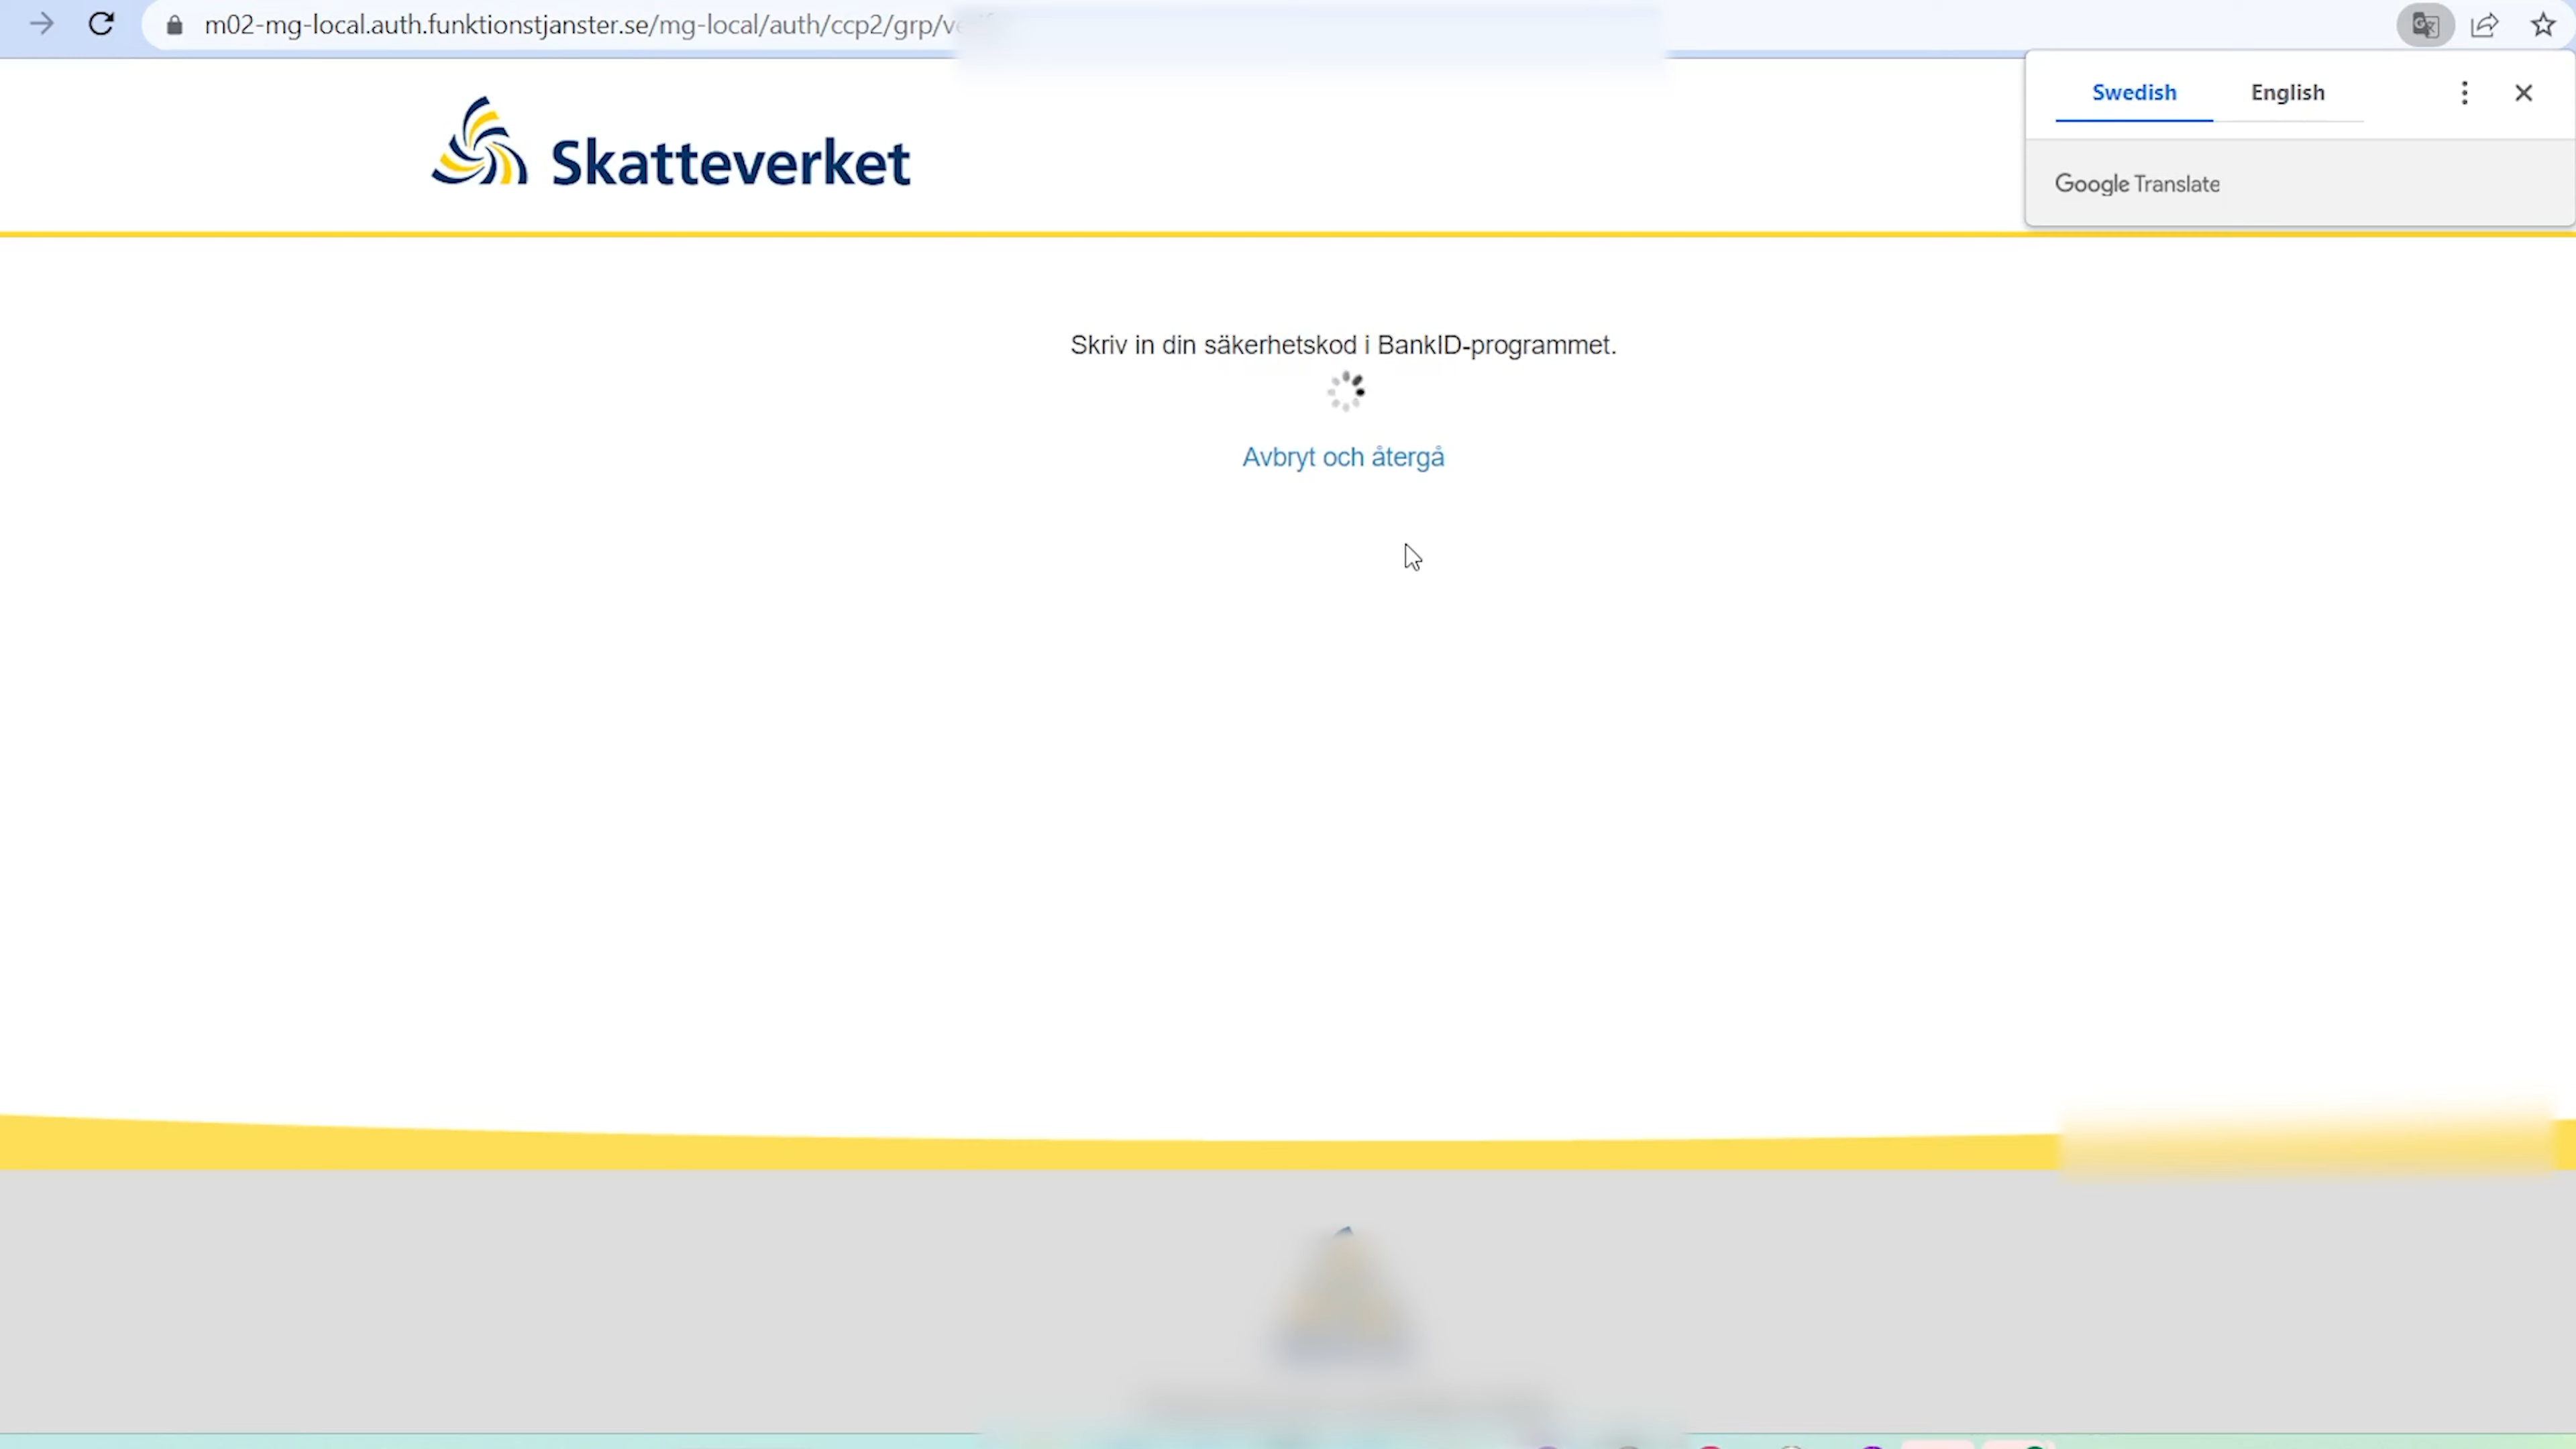 m02-mg-local.auth.funktionstjanster.se/mg-local/auth/ccp2/grp/
Swedish English
Google Translate
Skatteverket
Skriv in din säkerhetskod i BankID-programmet.
Avbryt och återgå